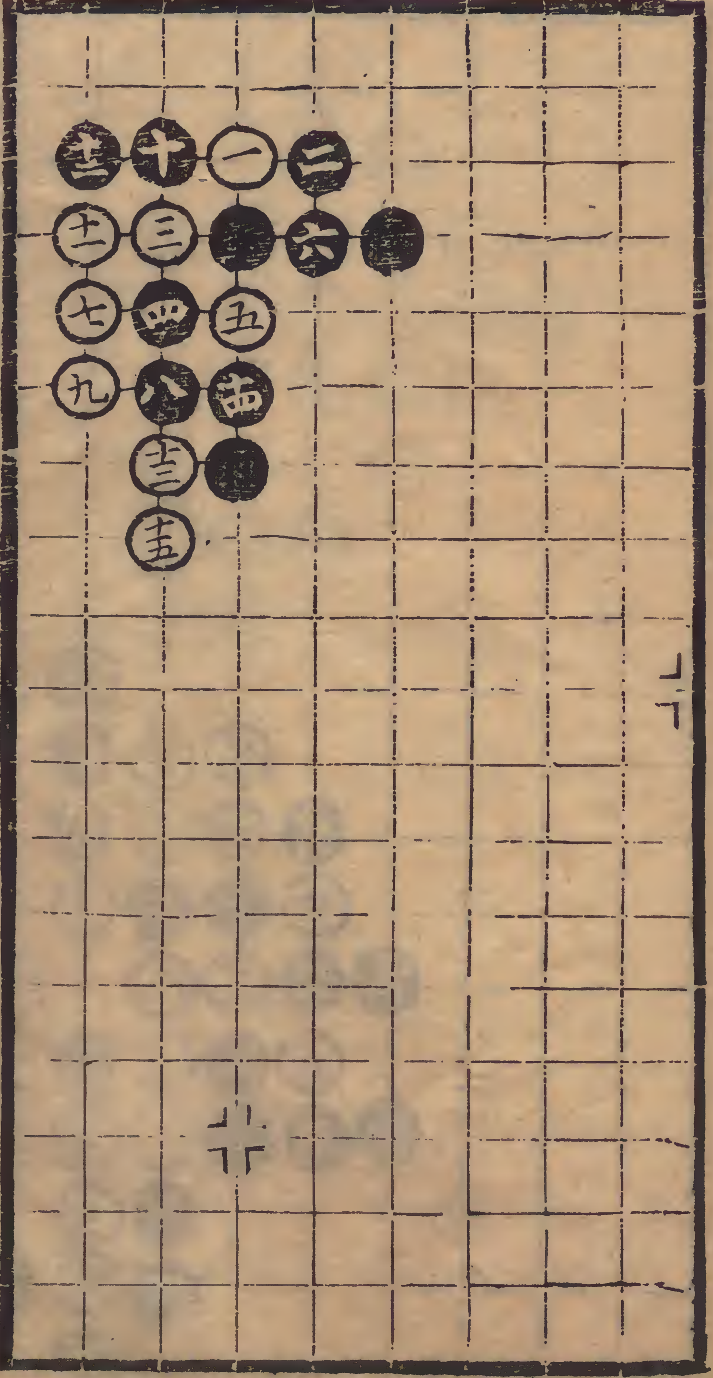 十二 十 一 二
十一 三 六
七 四 五
九 八 十四
十三
十五